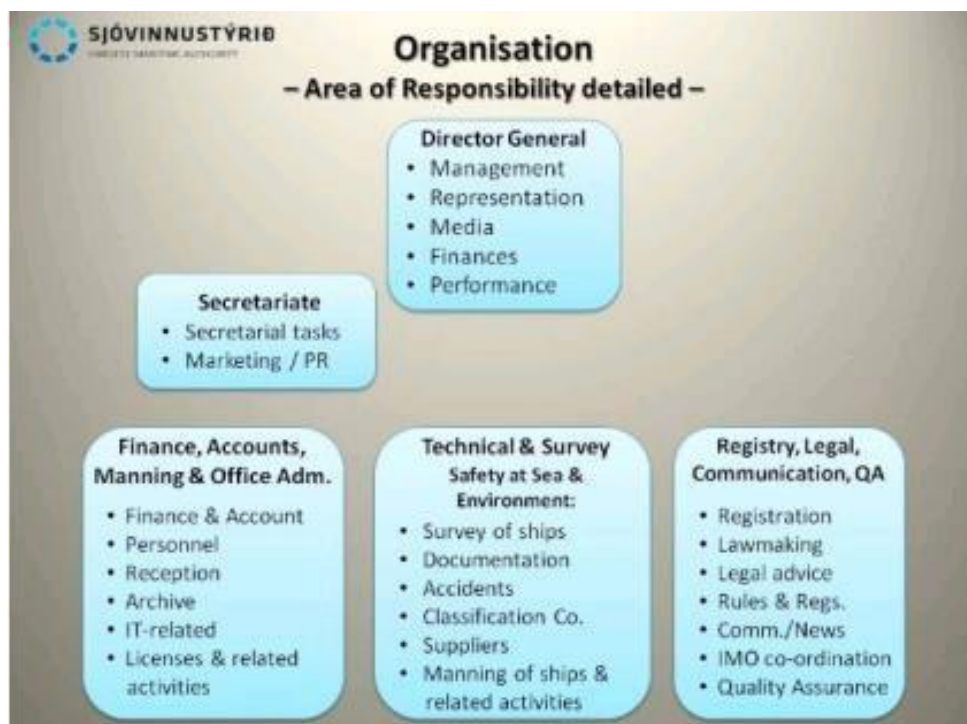 SJÓVINNUSTÝRIÐ
FAROESE MARITIME AUTHORITY
Organisation
– Area of Responsibility detailed –
Director General
• Management
• Representation
• Media
• Finances
• Performance
Secretariate
• Secretarial tasks
• Marketing / PR
Finance, Accounts,
Manning & Office Adm.
• Finance & Account
• Personnel
• Reception
• Archive
• IT-related
• Licenses & related
activities
Technical & Survey
Safety at Sea &
Environment:
• Survey of ships
• Documentation
• Accidents
• Classification Co.
• Suppliers
• Manning of ships &
related activities
Registry, Legal,
Communication, QA
• Registration
• Lawmaking
• Legal advice
• Rules & Regs.
• Comm./News
• IMO co-ordination
• Quality Assurance